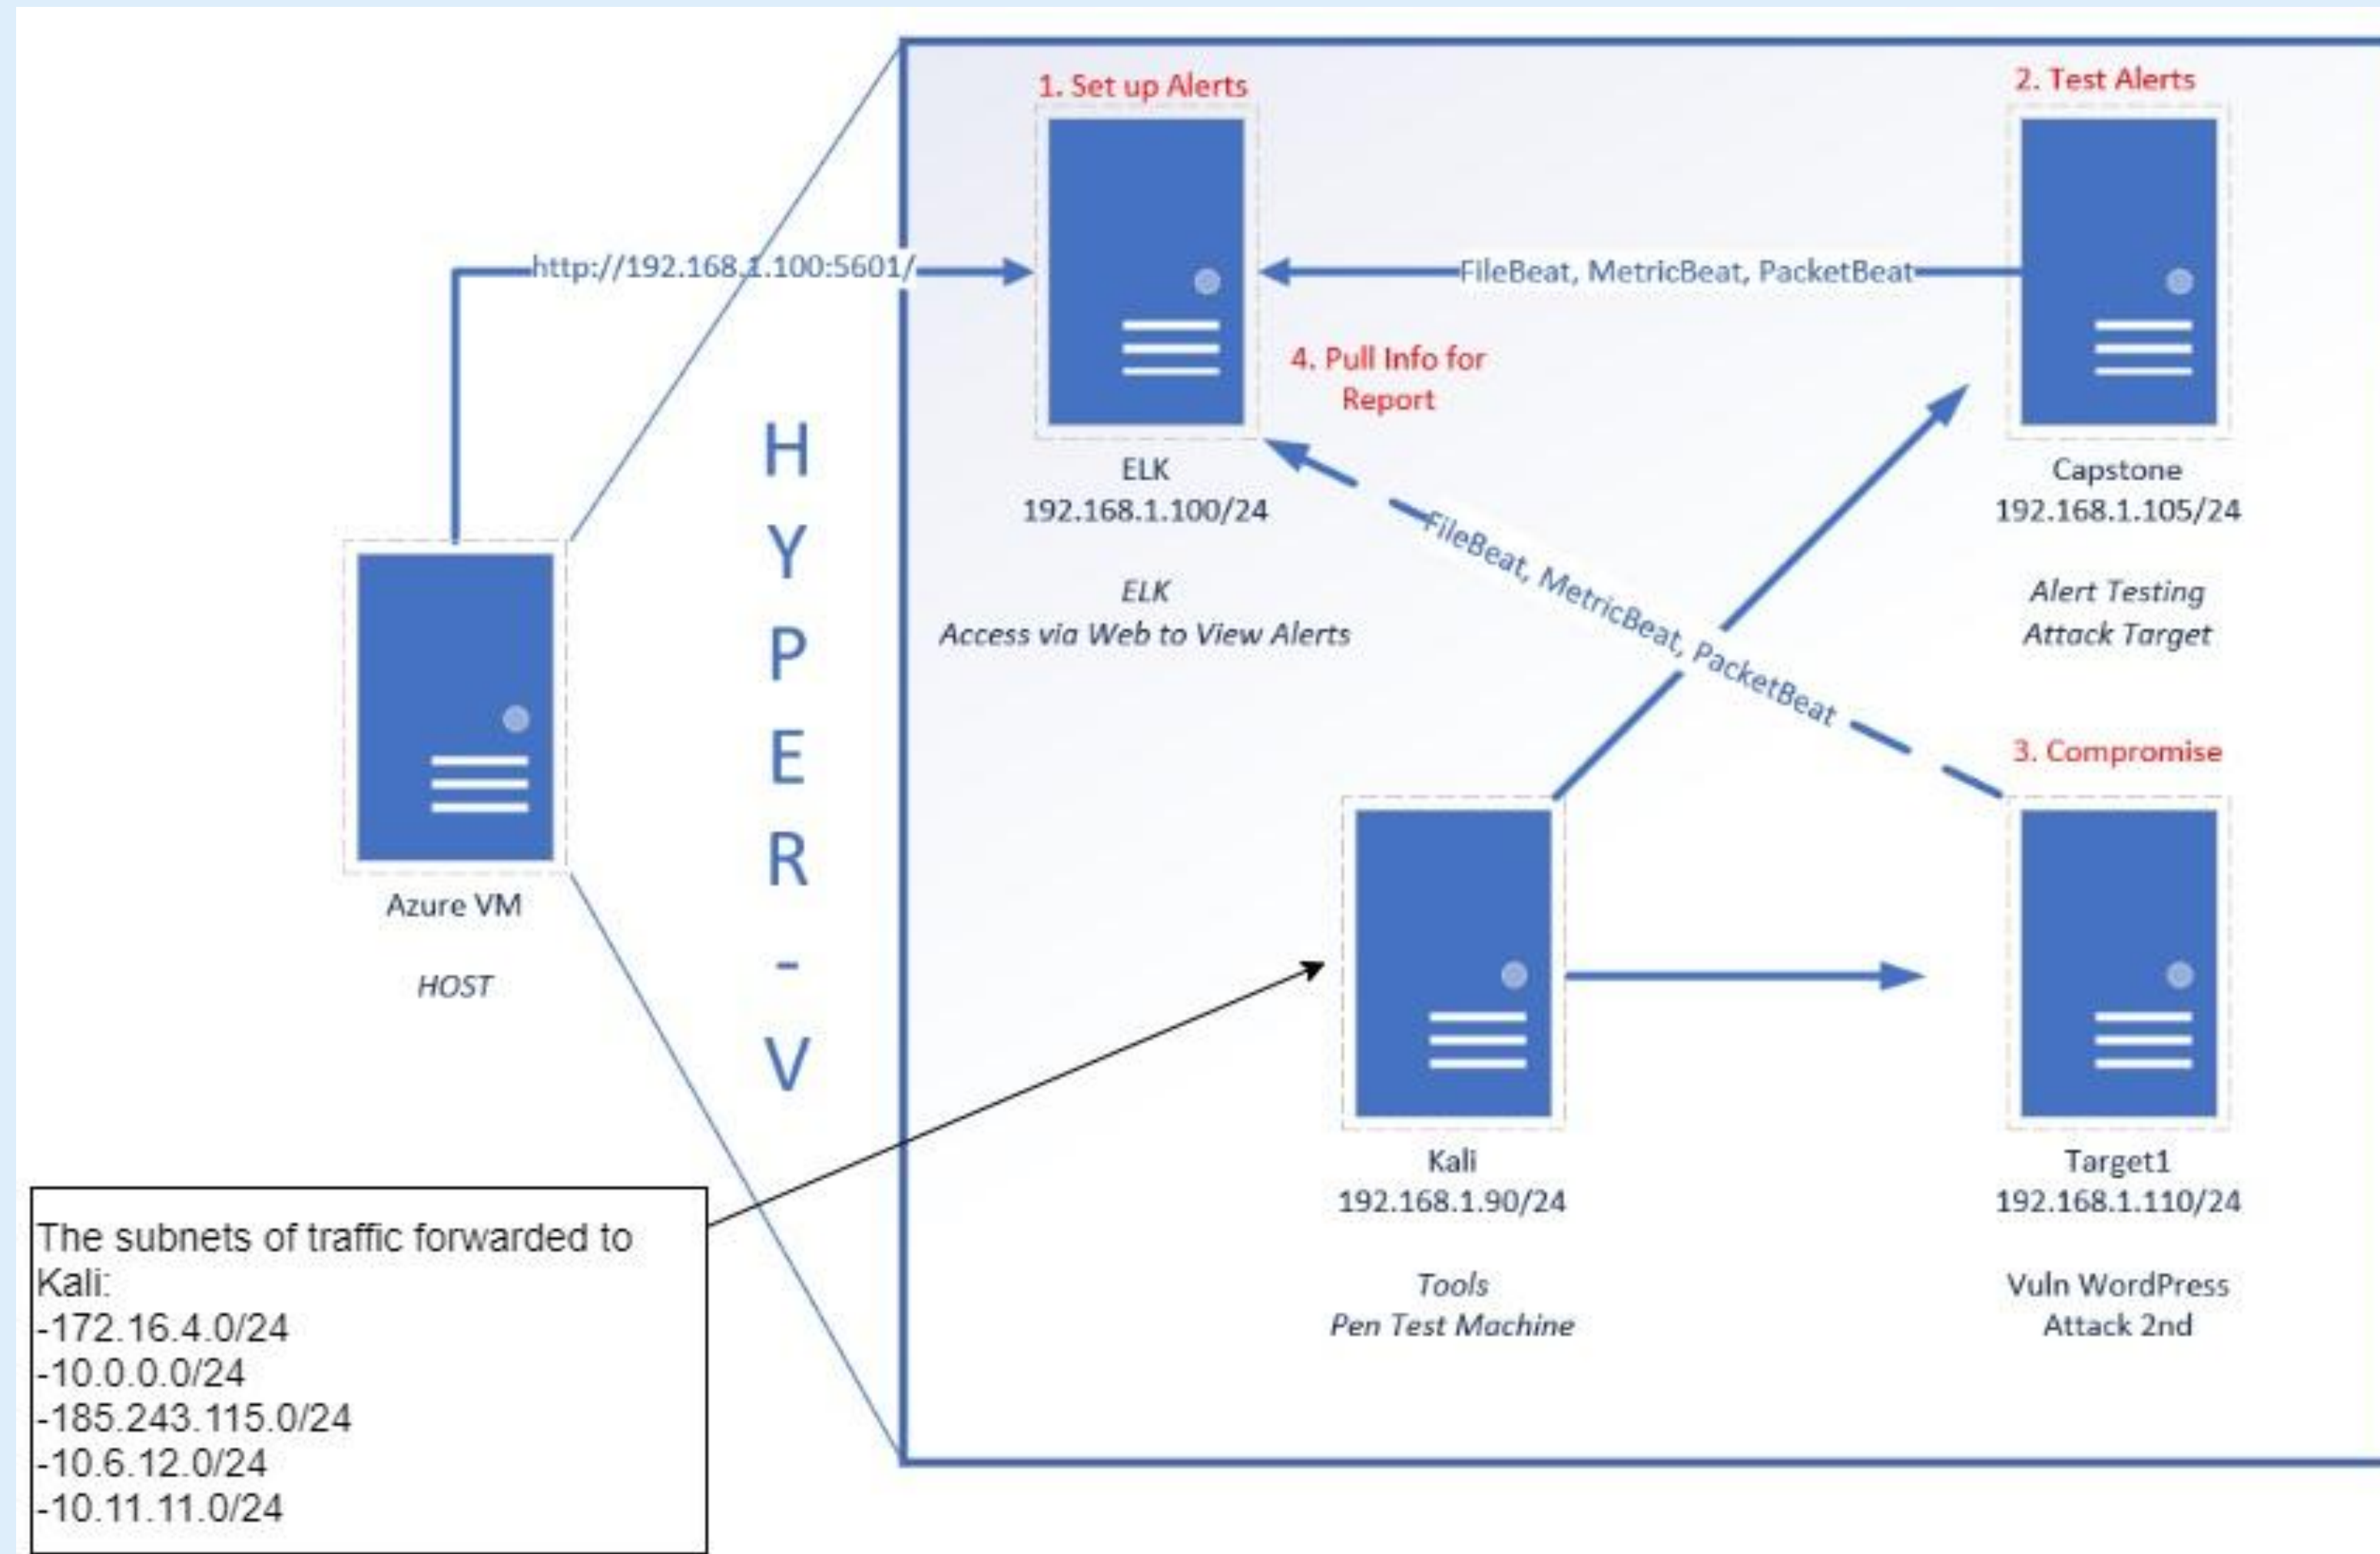 1. Set up Alerts
2. Test Alerts
http://192.168.1.100:5601/
FileBeat, MetricBeat, PacketBeat
4. Pull Info for
Report
ELK
192.168.1.100/24
ELK
Access via Web to View Alerts
Capstone
192.168.1.105/24
Alert Testing
Attack Target
FileBeat, MetricBeat, PacketBeat
H
Y
P
E
R
-
V
Azure VM
HOST
3. Compromise
Kali
192.168.1.90/24
Tools
Pen Test Machine
Target1
192.168.1.110/24
Vuln WordPress
Attack 2nd
The subnets of traffic forwarded to
Kali:
-172.16.4.0/24
-10.0.0.0/24
-185.243.115.0/24
-10.6.12.0/24
-10.11.11.0/24